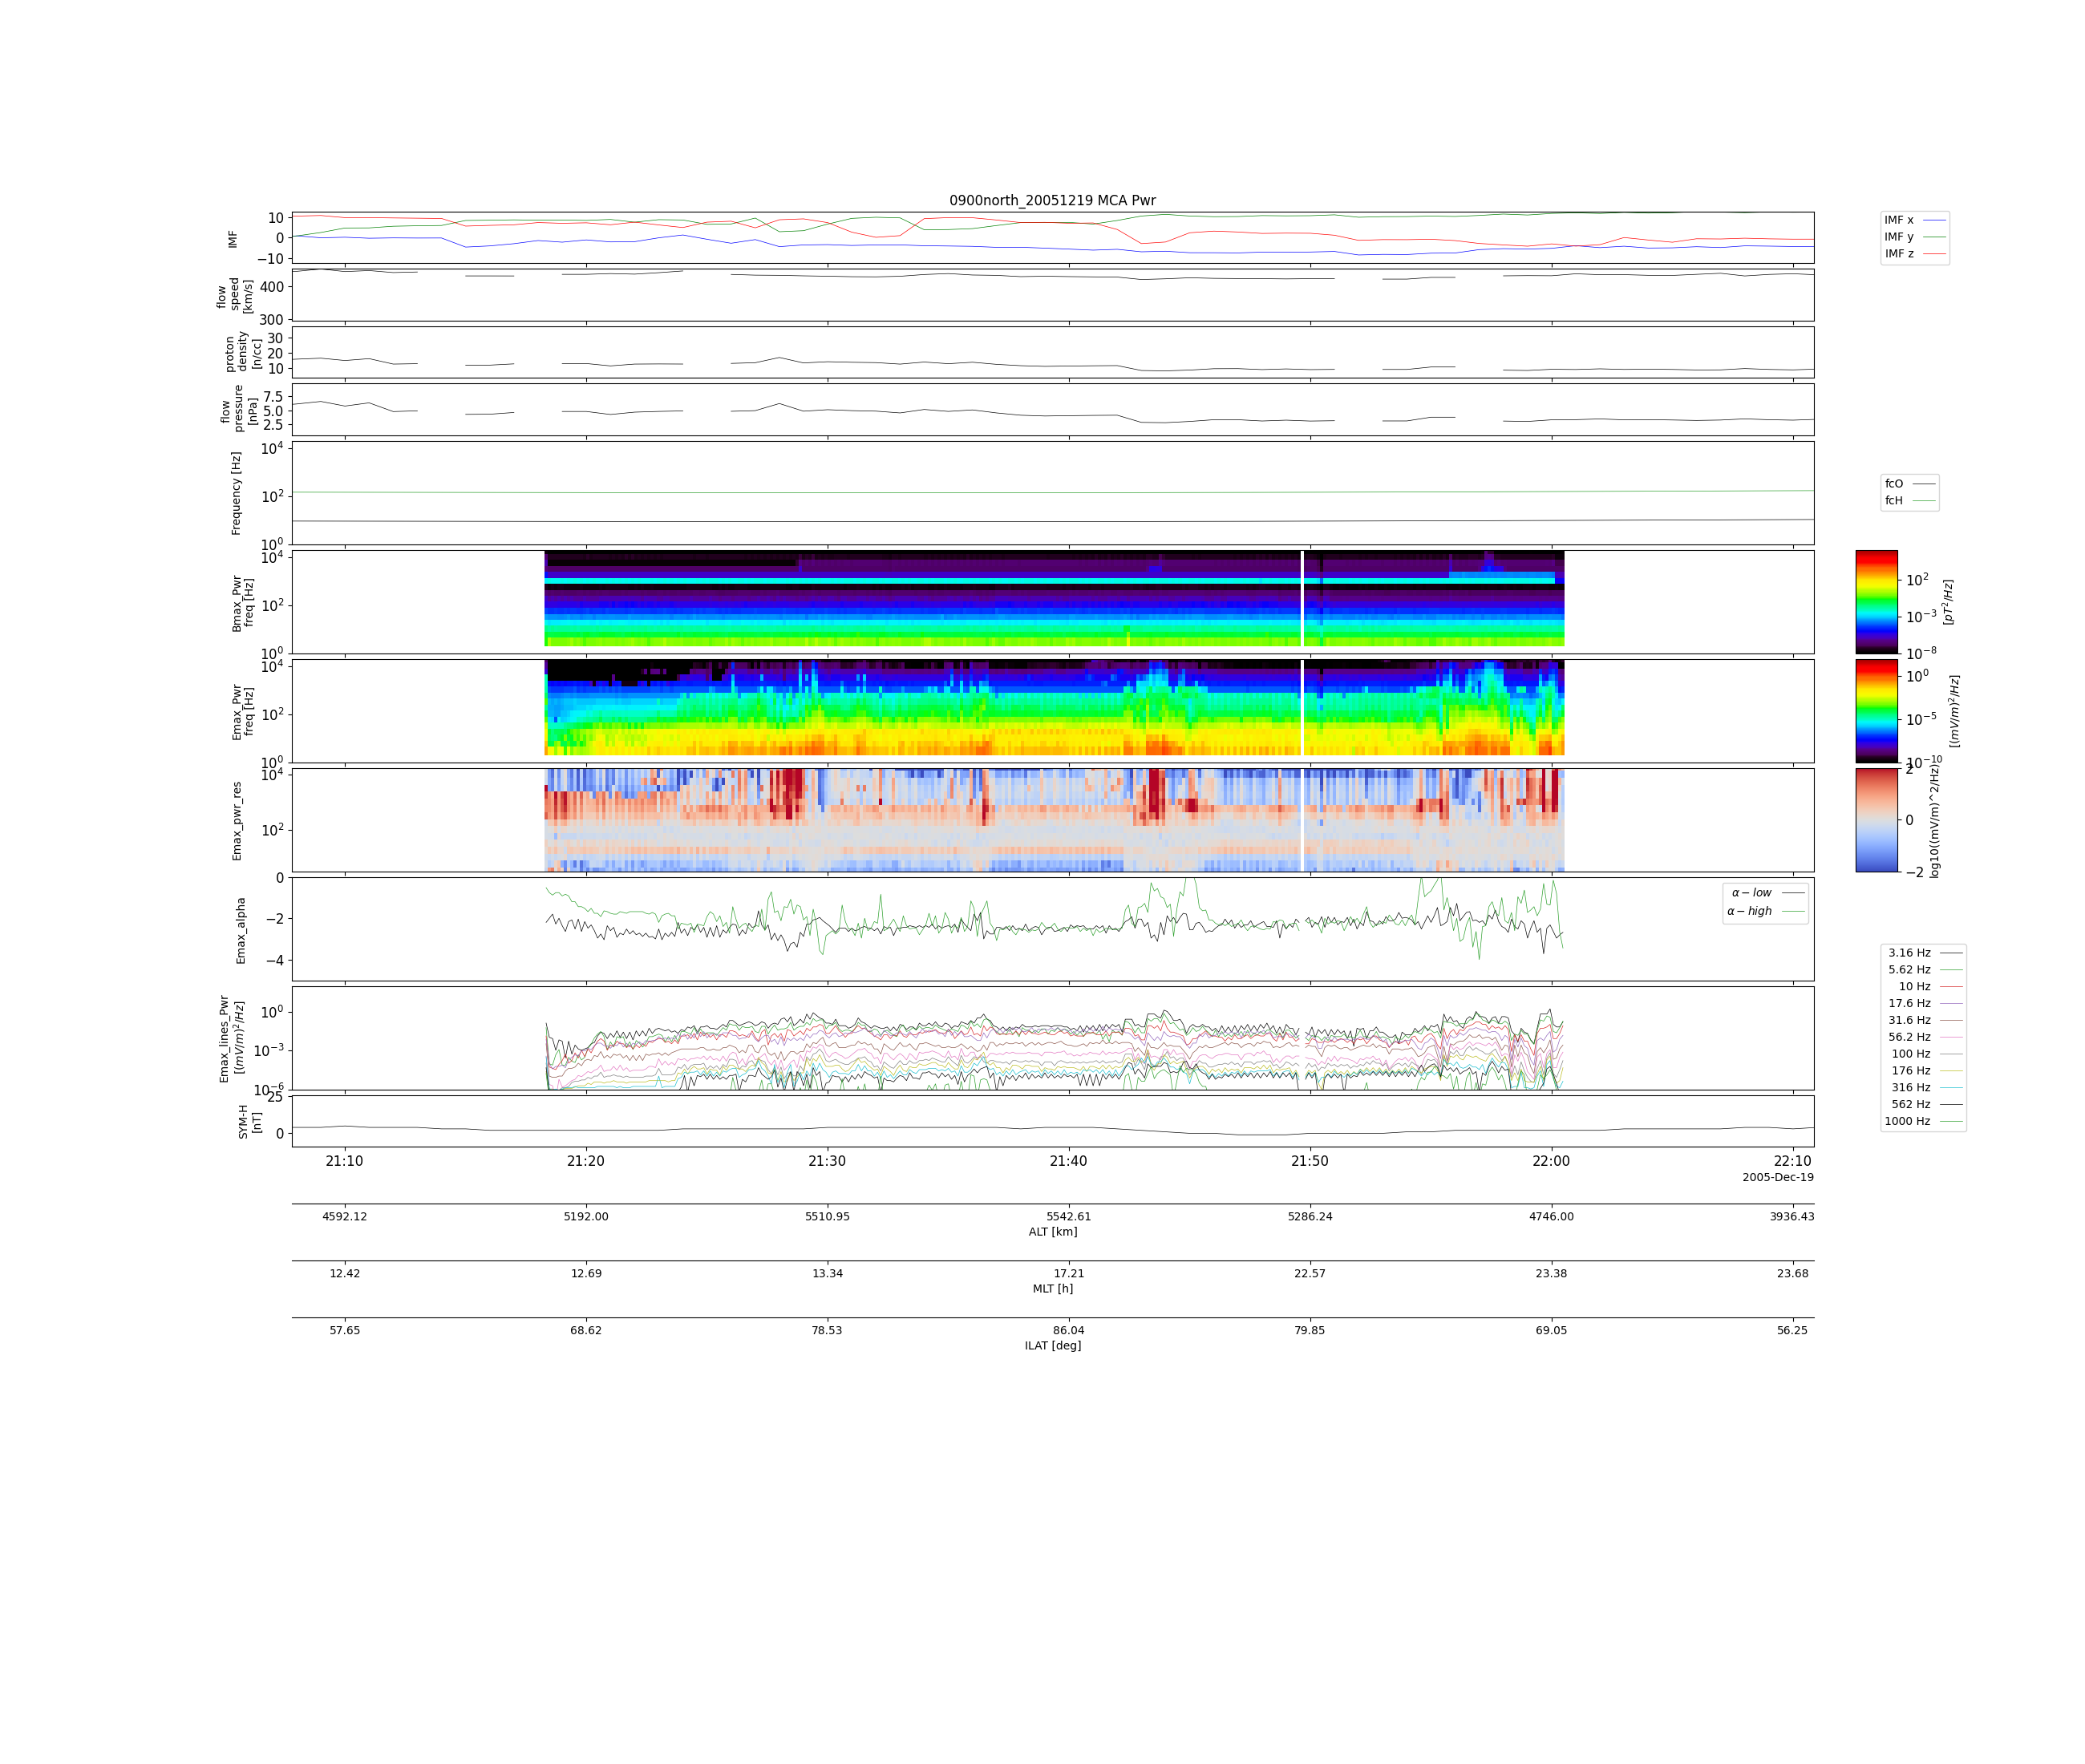 0900north_20051219 MCA Pwr
IMF
10
0
−10
IMF x
IMF y
IMF z
flow
speed
[km/s]
400
300
proton
density
[n/cc]
30
20
10
flow
pressure
[nPa]
7.5
5.0
2.5
Frequency [Hz]
10^4
10^2
10^0
fcO
fcH
Bmax_Pwr
freq [Hz]
10^4
10^2
10^0
10^2
10^−3
10^−8
[pT^2/Hz]
Emax_Pwr
freq [Hz]
10^4
10^2
10^0
10^0
10^−5
10^−10
[(mV/m)^2/Hz]
Emax_pwr_res
10^4
10^2
2
0
−2
log10((mV/m)^2/Hz)
Emax_alpha
0
−2
−4
α − low
α − high
Emax_lines_Pwr
[(mV/m)^2/Hz]
10^0
10^−3
10^−6
3.16 Hz
5.62 Hz
10 Hz
17.6 Hz
31.6 Hz
56.2 Hz
100 Hz
176 Hz
316 Hz
562 Hz
1000 Hz
SYM-H
[nT]
25
0
21:10 21:20 21:30 21:40 21:50 22:00 22:10
2005-Dec-19
4592.12 5192.00 5510.95 5542.61 5286.24 4746.00 3936.43
ALT [km]
12.42 12.69 13.34 17.21 22.57 23.38 23.68
MLT [h]
57.65 68.62 78.53 86.04 79.85 69.05 56.25
ILAT [deg]